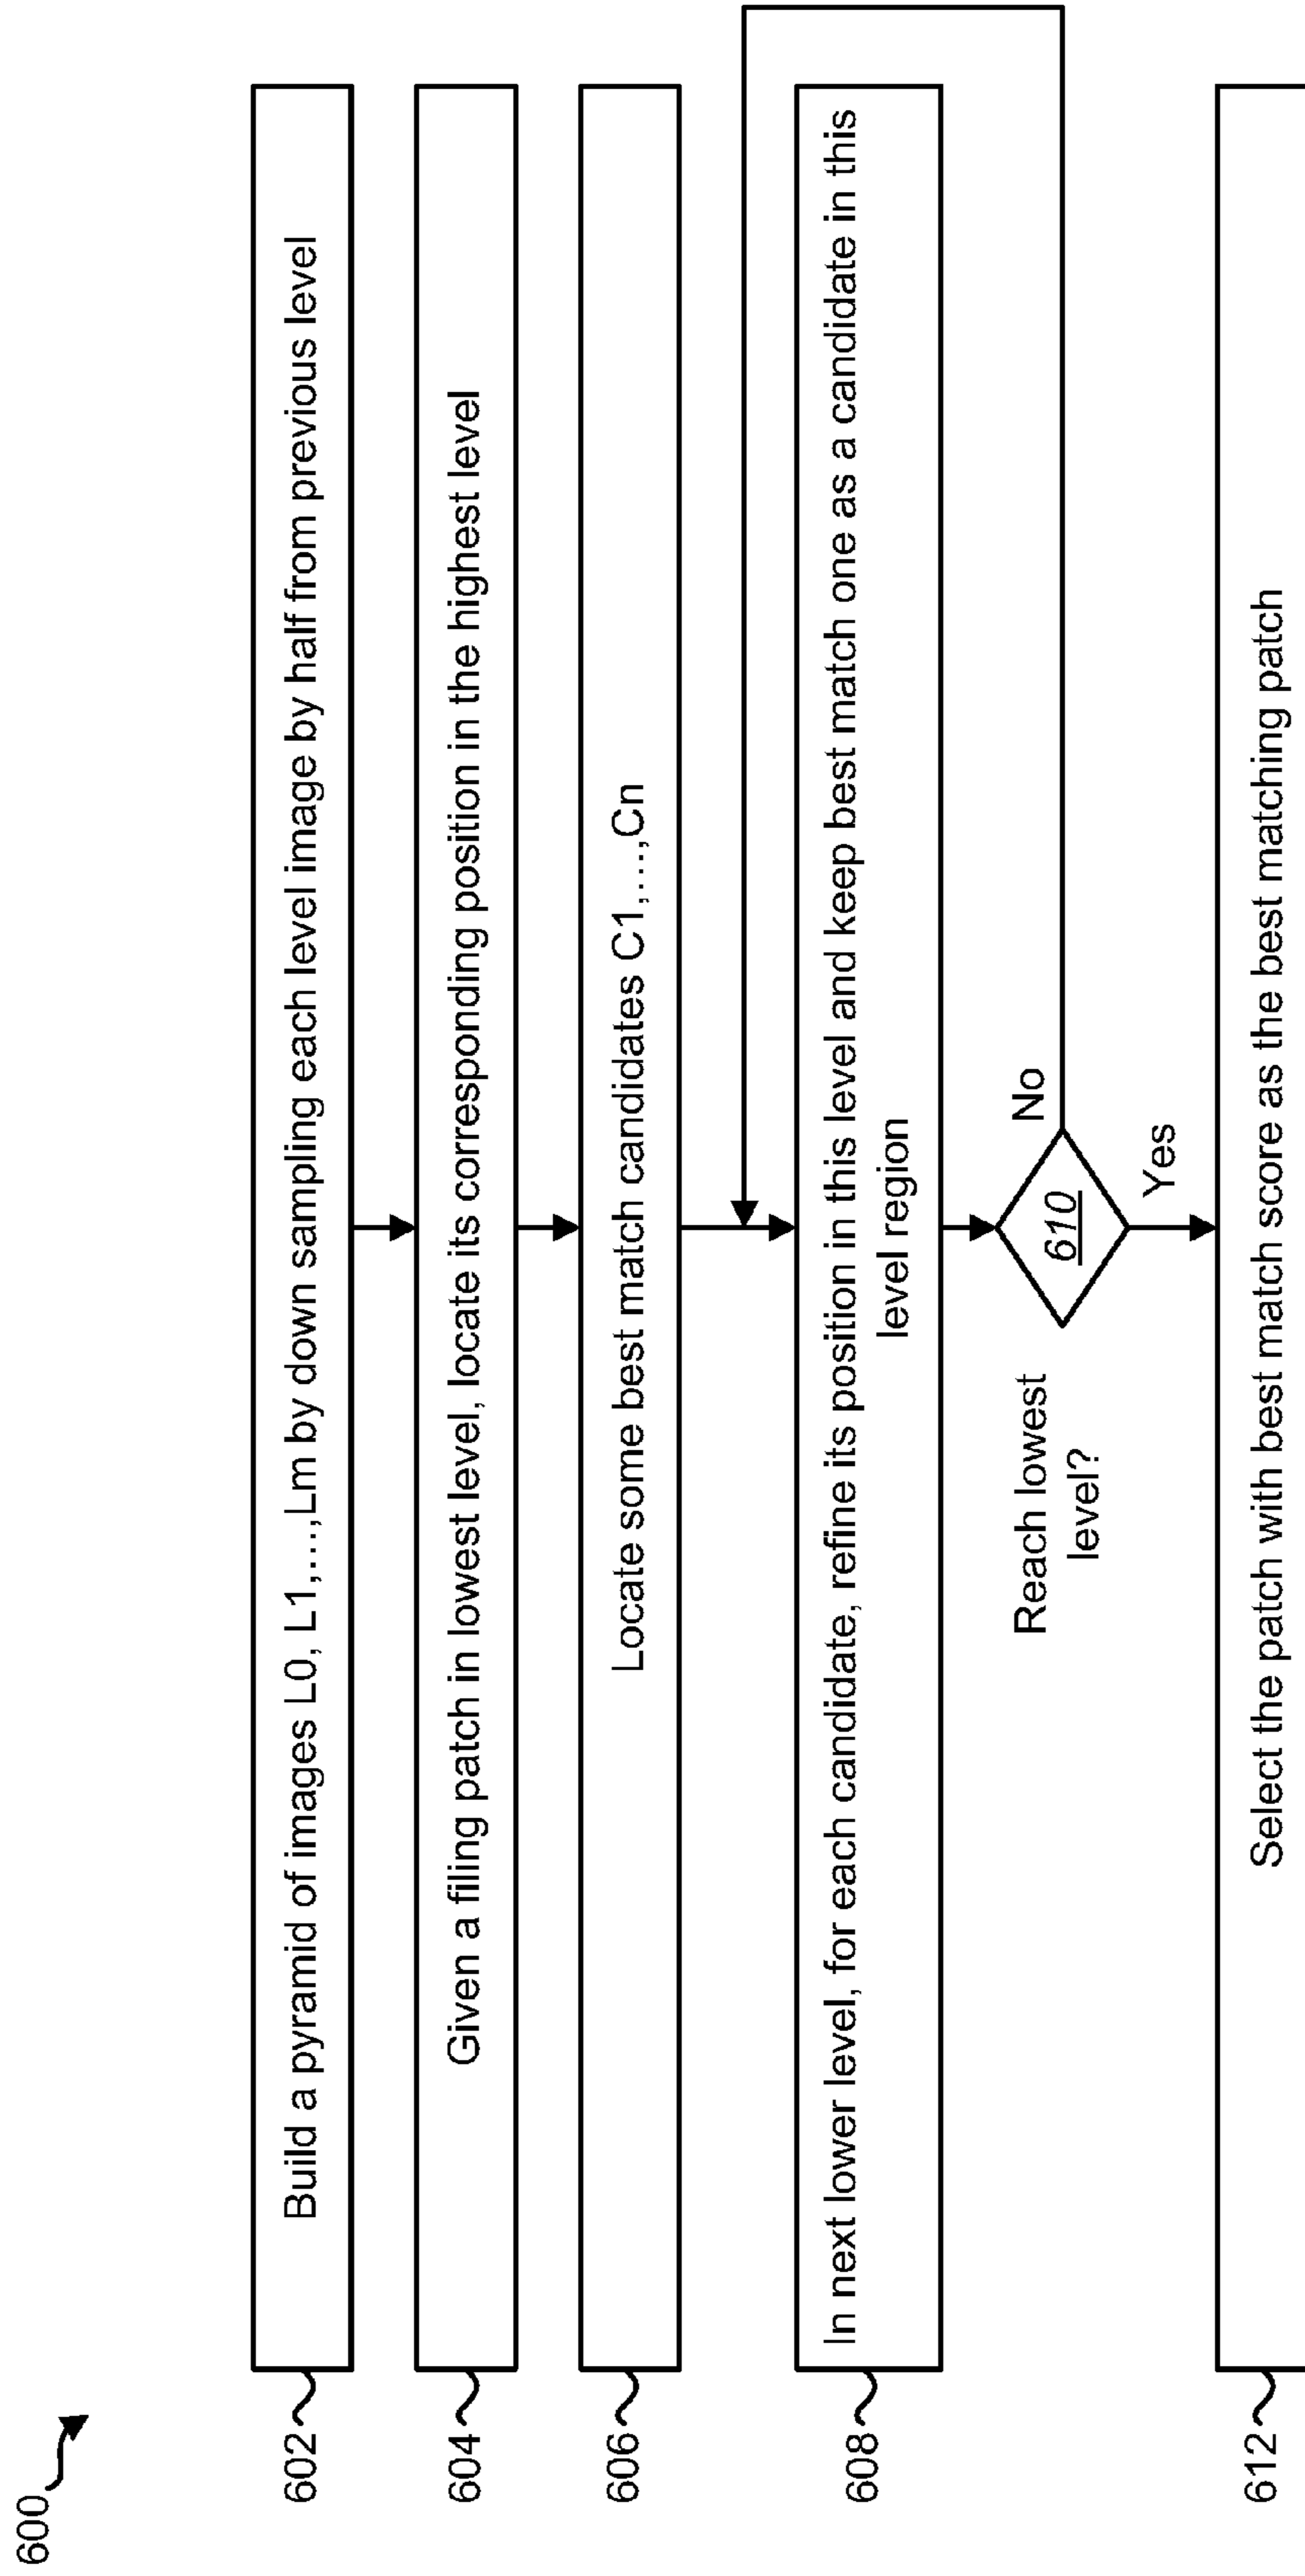 600
602
Build a pyramid of images L0, L1,...,Lm by down sampling each level image by half from previous level
604
Given a filing patch in lowest level, locate its corresponding position in the highest level
606
Locate some best match candidates C1,...,Cn
608
In next lower level, for each candidate, refine its position in this level and keep best match one as a candidate in this
level region
Reach lowest
level?
610
No
Yes
612
Select the patch with best match score as the best matching patch